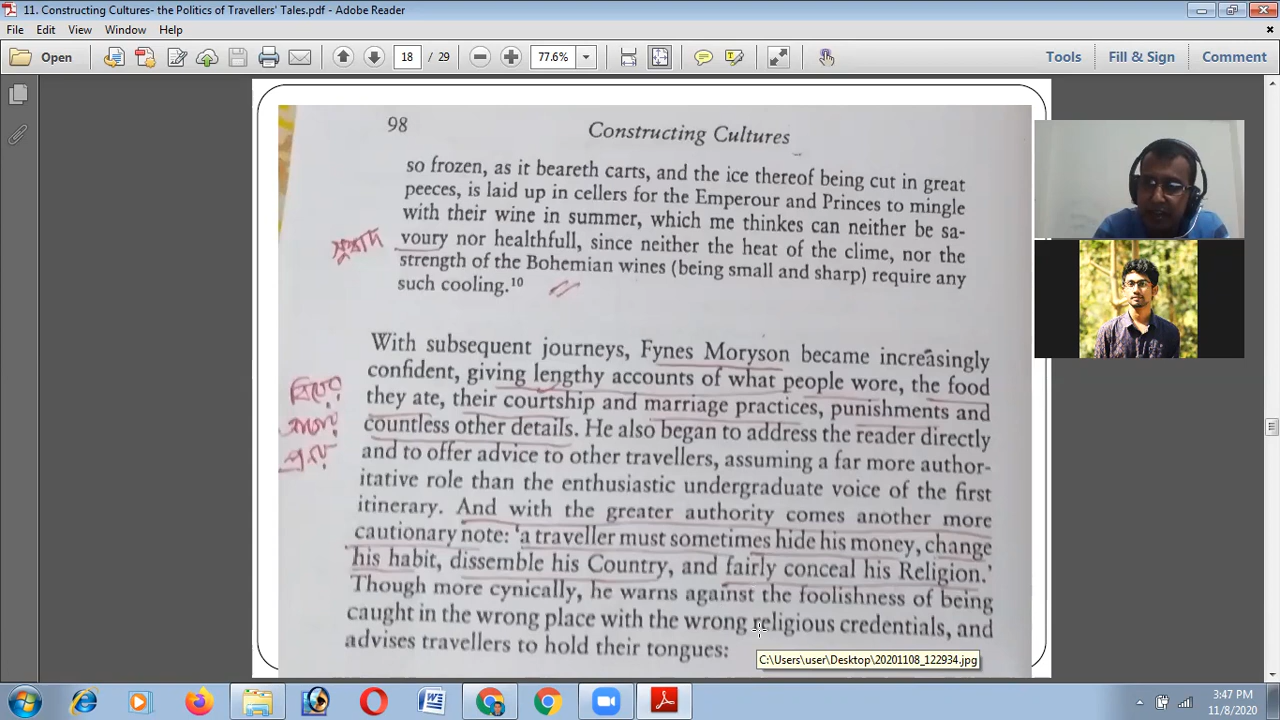 11. Constructing Cultures- the Politics of Travellers' Tales.pdf - Adobe Reader
File Edit View Window Help
Open 18 / 29 77.6% Tools Fill & Sign Comment
98 Constructing Cultures
so frozen, as it beareth carts, and the ice thereof being cut in great
peeces, is laid up in cellers for the Emperour and Princes to mingle
with their wine in summer, which me thinkes can neither be sa-
voury nor healthfull, since neither the heat of the clime, nor the
strength of the Bohemian wines (being small and sharp) require any
such cooling.10
With subsequent journeys, Fynes Moryson became increasingly
confident, giving lengthy accounts of what people wore, the food
they ate, their courtship and marriage practices, punishments and
countless other details. He also began to address the reader directly
and to offer advice to other travellers, assuming a far more author-
itative role than the enthusiastic undergraduate voice of the first
itinerary. And with the greater authority comes another more
cautionary note: 'a traveller must sometimes hide his money, change
his habit, dissemble his Country, and fairly conceal his Religion.'
Though more cynically, he warns against the foolishness of being
caught in the wrong place with the wrong religious credentials, and
advises travellers to hold their tongues:
C:\Users\user\Desktop\20201108_122934.jpg
3:47 PM
11/8/2020